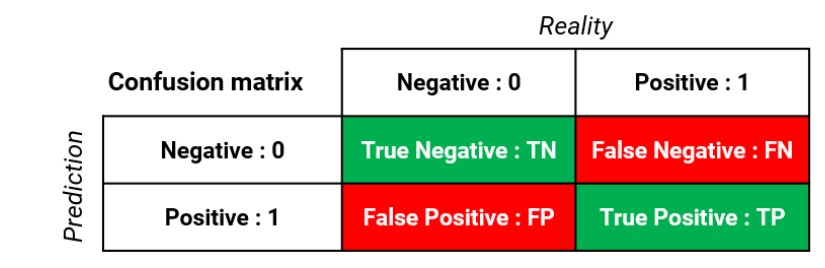 Reality
Confusion matrix Negative : 0 Positive : 1
Prediction
Negative : 0 True Negative : TN False Negative : FN
Positive : 1 False Positive : FP True Positive : TP